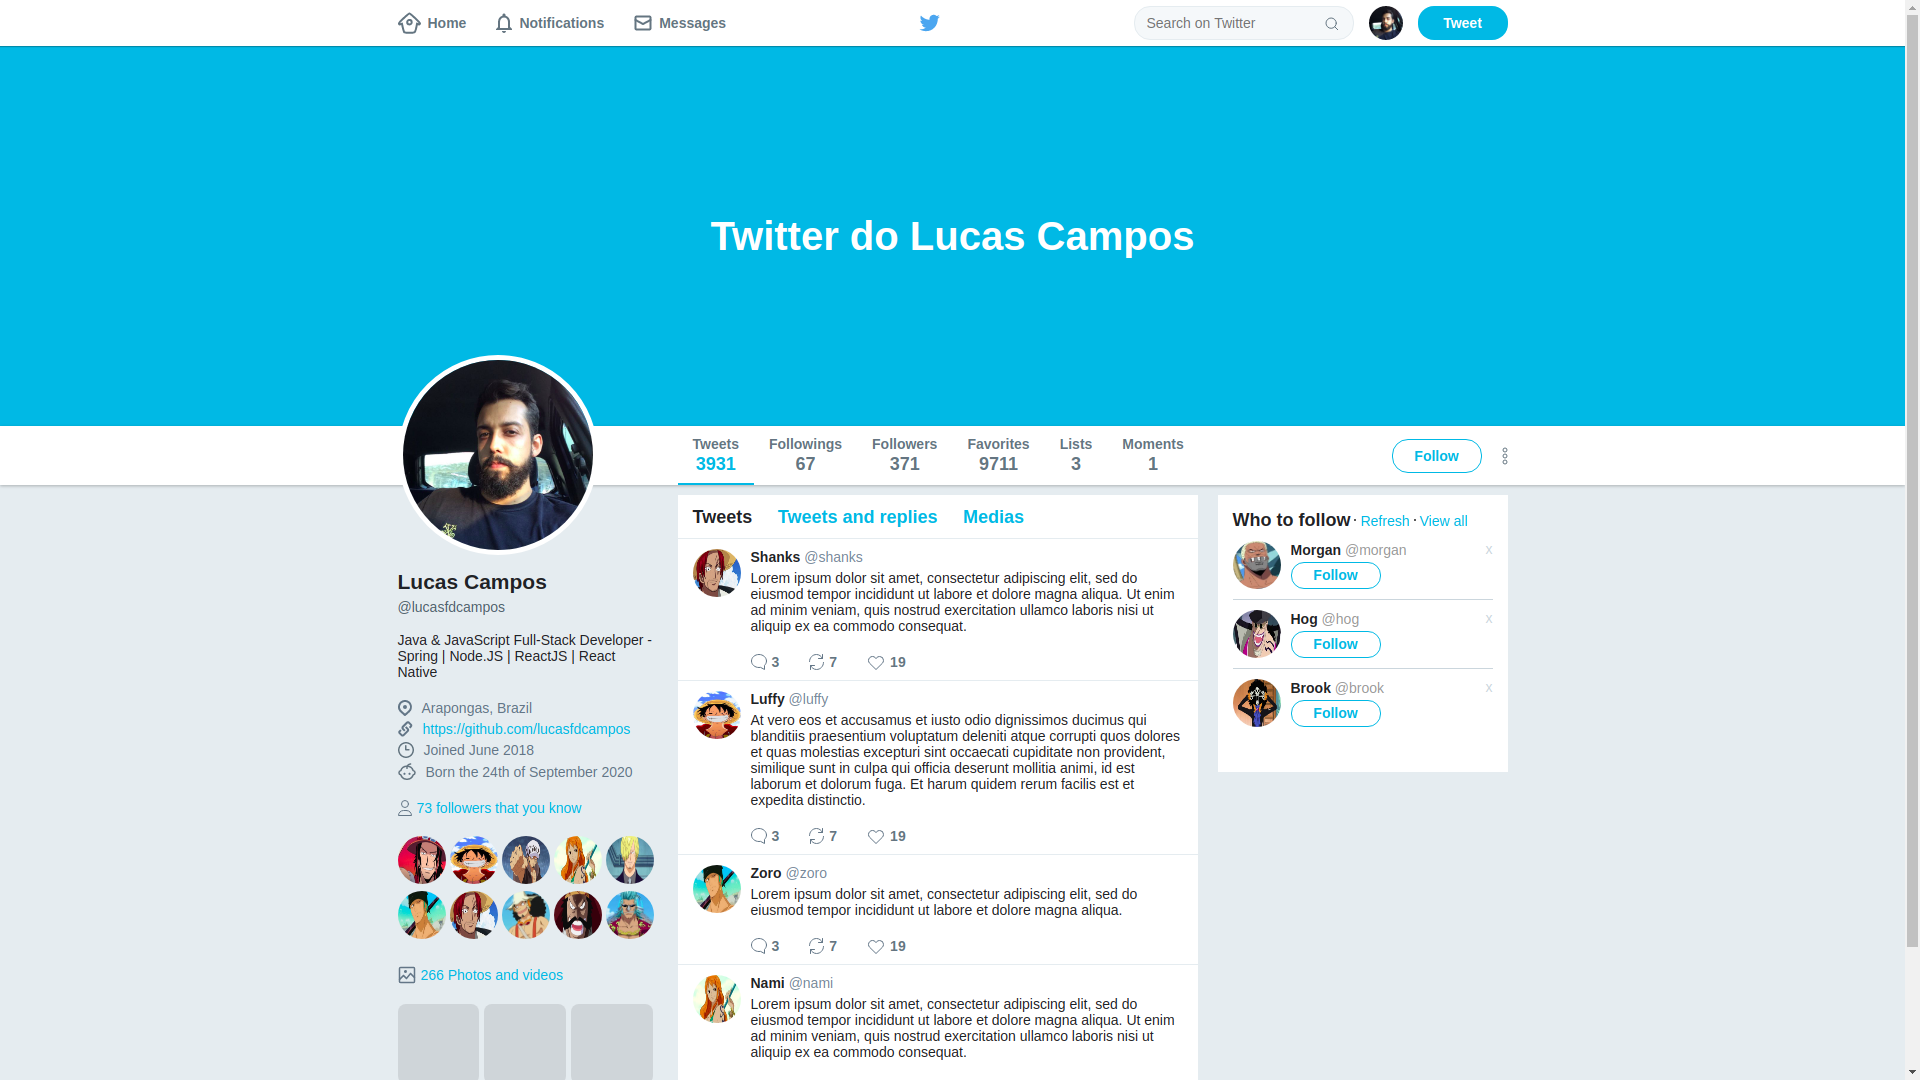 Home Notifications Messages Search on Twitter Tweet
Twitter do Lucas Campos
Tweets Followings Followers Favorites Lists Moments
3931 67 371 9711 3 1
Follow
Lucas Campos
@lucasfdcampos
Java & JavaScript Full-Stack Developer -
Spring | Node.JS | ReactJS | React
Native
Arapongas, Brazil
https://github.com/lucasfdcampos
Joined June 2018
Born the 24th of September 2020
73 followers that you know
266 Photos and videos
Tweets Tweets and replies Medias
Shanks @shanks
Lorem ipsum dolor sit amet, consectetur adipiscing elit, sed do
eiusmod tempor incididunt ut labore et dolore magna aliqua. Ut enim
ad minim veniam, quis nostrud exercitation ullamco laboris nisi ut
aliquip ex ea commodo consequat.
3 7 19
Luffy @luffy
At vero eos et accusamus et iusto odio dignissimos ducimus qui
blanditiis praesentium voluptatum deleniti atque corrupti quos dolores
et quas molestias excepturi sint occaecati cupiditate non provident,
similique sunt in culpa qui officia deserunt mollitia animi, id est
laborum et dolorum fuga. Et harum quidem rerum facilis est et
expedita distinctio.
3 7 19
Zoro @zoro
Lorem ipsum dolor sit amet, consectetur adipiscing elit, sed do
eiusmod tempor incididunt ut labore et dolore magna aliqua.
3 7 19
Nami @nami
Lorem ipsum dolor sit amet, consectetur adipiscing elit, sed do
eiusmod tempor incididunt ut labore et dolore magna aliqua. Ut enim
ad minim veniam, quis nostrud exercitation ullamco laboris nisi ut
aliquip ex ea commodo consequat.
Who to follow · Refresh · View all
Morgan @morgan x
Follow
Hog @hog x
Follow
Brook @brook x
Follow